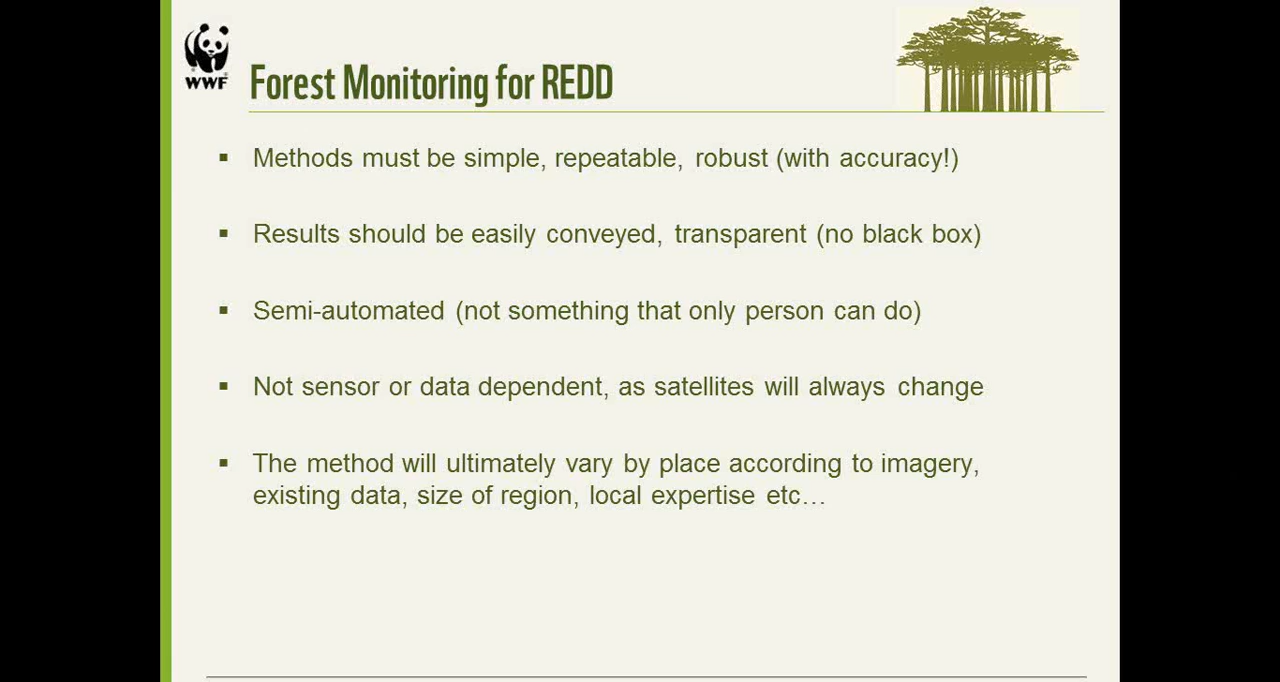 WWF
Forest Monitoring for REDD
▪ Methods must be simple, repeatable, robust (with accuracy!)
▪ Results should be easily conveyed, transparent (no black box)
▪ Semi-automated (not something that only person can do)
▪ Not sensor or data dependent, as satellites will always change
▪ The method will ultimately vary by place according to imagery,
existing data, size of region, local expertise etc…